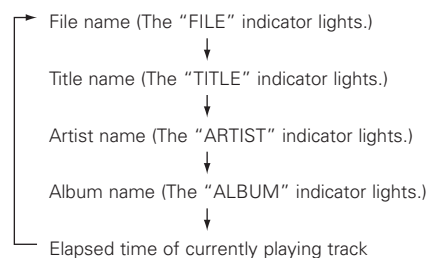 File name (The “FILE” indicator lights.)
Title name (The “TITLE” indicator lights.)
Artist name (The “ARTIST” indicator lights.)
Album name (The “ALBUM” indicator lights.)
Elapsed time of currently playing track